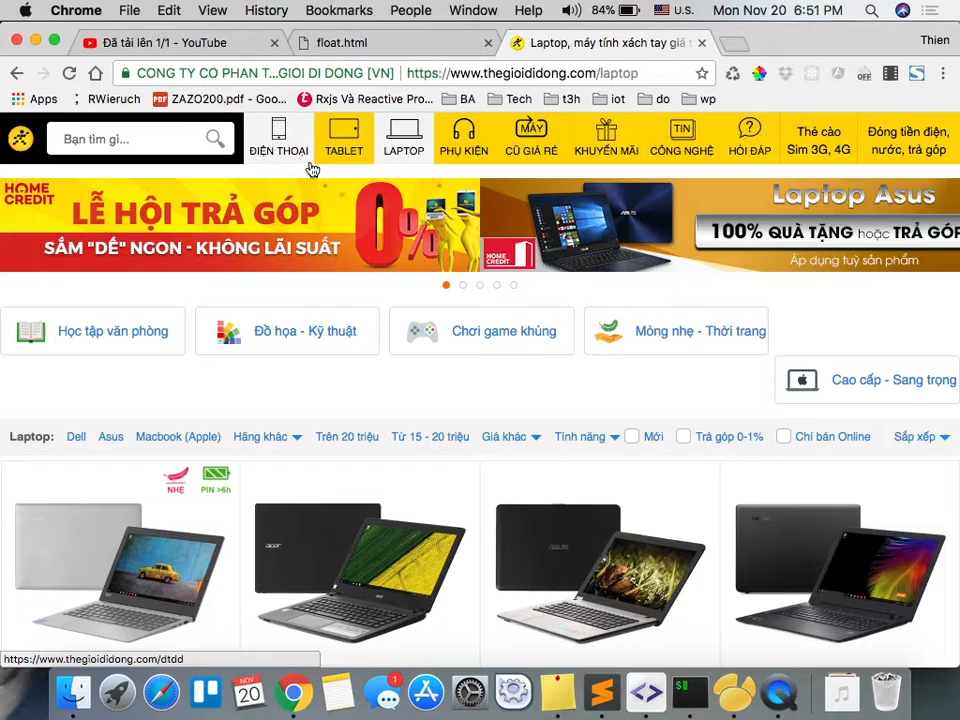 Chrome File Edit View History Bookmarks People Window Help 84% U.S. Mon Nov 20 6:51 PM
Đã tải lên 1/1 - YouTube
float.html
Laptop, máy tính xách tay giá
Thien
CONG TY CO PHAN T...GIOI DI DONG [VN] https://www.thegioididong.com/laptop
OFF
Apps RWieruch ZAZO200.pdf - Goo... Rxjs Và Reactive Pro... BA Tech t3h iot do wp
Bạn tìm gì...
ĐIỆN THOẠI
TABLET
LAPTOP
PHỤ KIỆN
MÁY
CŨ GIÁ RẺ
KHUYẾN MÃI
TIN
CÔNG NGHỆ
HỎI ĐÁP
Thẻ cào
Sim 3G, 4G
Đóng tiền điện,
nước, trả góp
HOME
CREDIT
LỄ HỘI TRẢ GÓP
0%
SẮM "DẾ" NGON - KHÔNG LÃI SUẤT
HOME
CREDIT
ASUS
Laptop Asus
100% QUÀ TẶNG hoặc TRẢ GÓP
Áp dụng tuỳ sản phẩm
Học tập văn phòng
Đồ họa - Kỹ thuật
Chơi game khủng
Mỏng nhẹ - Thời trang
Cao cấp - Sang trọng
Laptop: Dell Asus Macbook (Apple) Hãng khác Trên 20 triệu Từ 15 - 20 triệu Giá khác Tính năng Mới Trả góp 0-1% Chỉ bán Online Sắp xếp
NHẸ
PIN >6h
acer
https://www.thegioididong.com/dtdd
NOV
20
1